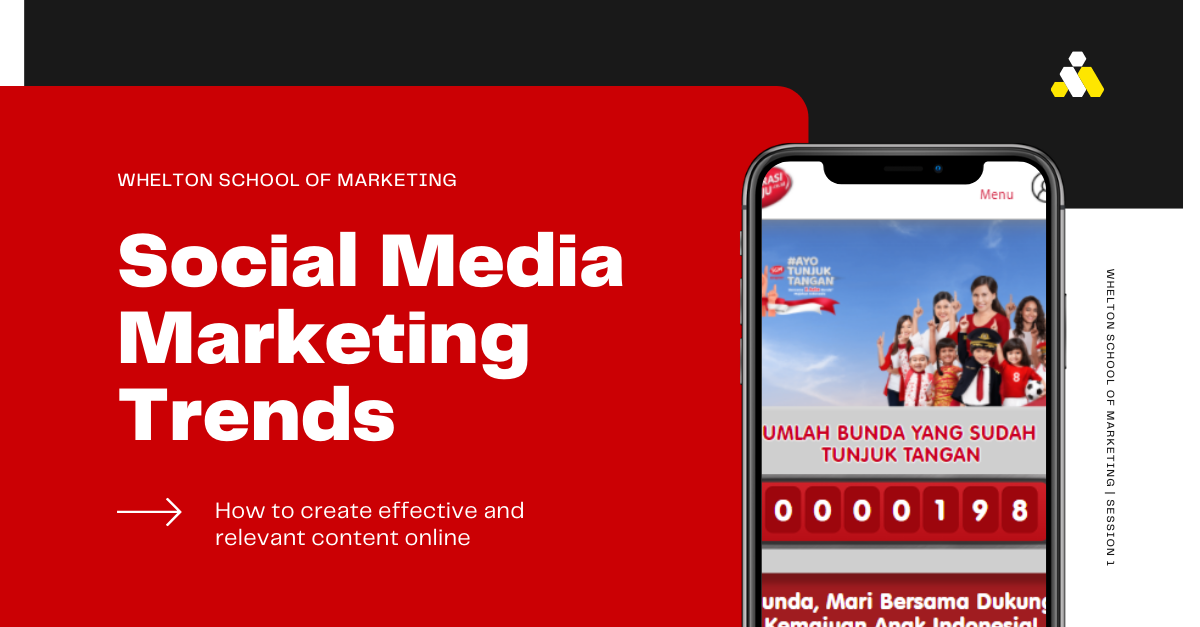 WHELTON SCHOOL OF MARKETING
Social Media
Marketing
Trends
How to create effective and
relevant content online
Menu
#AYO
TUNJUK
TANGAN
UMLAH BUNDA YANG SUDAH
TUNJUK TANGAN
0 0 0 0 1 9 8
8
unda, Mari Bersama Dukung
Kemajuan Anak Indonesia!
WHELTON SCHOOL OF MARKETING | SESSION 1